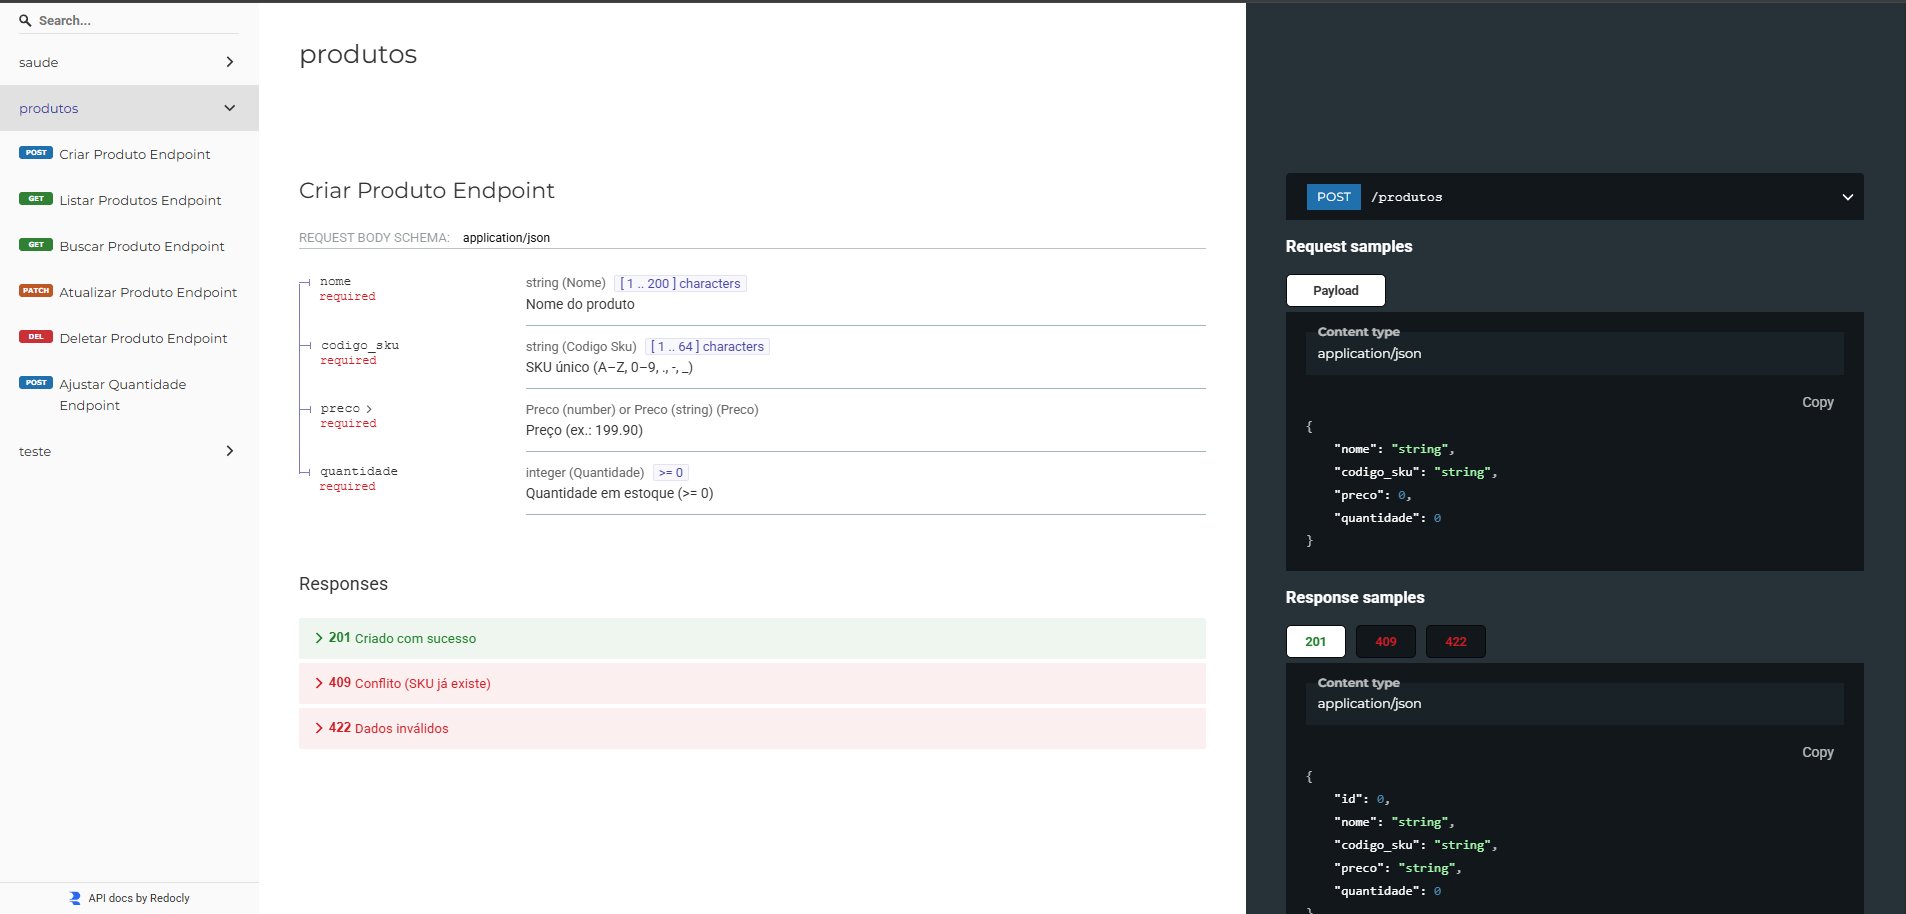 Search...
saude
produtos
POST Criar Produto Endpoint
GET Listar Produtos Endpoint
GET Buscar Produto Endpoint
PATCH Atualizar Produto Endpoint
DEL Deletar Produto Endpoint
POST Ajustar Quantidade
Endpoint
teste
API docs by Redocly
produtos
Criar Produto Endpoint
REQUEST BODY SCHEMA: application/json
nome
required
string (Nome) [ 1 .. 200 ] characters
Nome do produto
codigo_sku
required
string (Codigo Sku) [ 1 .. 64 ] characters
SKU único (A–Z, 0–9, ., -, _)
preco
required
Preco (number) or Preco (string) (Preco)
Preço (ex.: 199.90)
quantidade
required
integer (Quantidade) >= 0
Quantidade em estoque (>= 0)
Responses
201 Criado com sucesso
409 Conflito (SKU já existe)
422 Dados inválidos
POST /produtos
Request samples
Payload
Content type
application/json
Copy
{
"nome": "string",
"codigo_sku": "string",
"preco": 0,
"quantidade": 0
}
Response samples
201 409 422
Content type
application/json
Copy
{
"id": 0,
"nome": "string",
"codigo_sku": "string",
"preco": "string",
"quantidade": 0
}